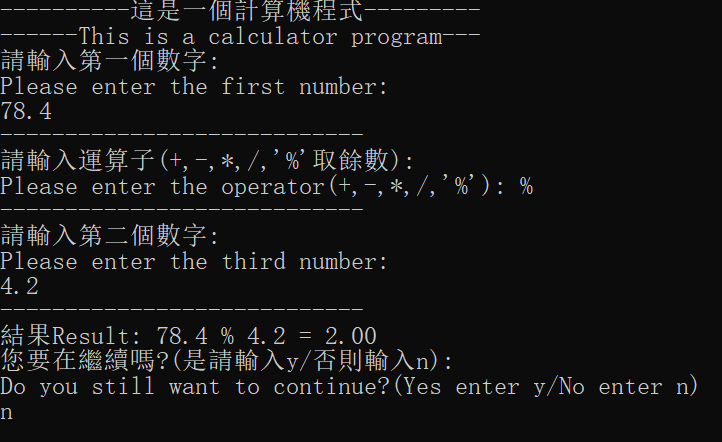 ----------這是一個計算機程式---------
------This is a calculator program---
請輸入第一個數字:
Please enter the first number:
78.4
----------------------------
請輸入運算子(+,-,*,/,'%'取餘數):
Please enter the operator(+,-,*,/,'%'): %
----------------------------
請輸入第二個數字:
Please enter the third number:
4.2
----------------------------
結果Result: 78.4 % 4.2 = 2.00
您要在繼續嗎?(是請輸入y/否則輸入n):
Do you still want to continue?(Yes enter y/No enter n)
n